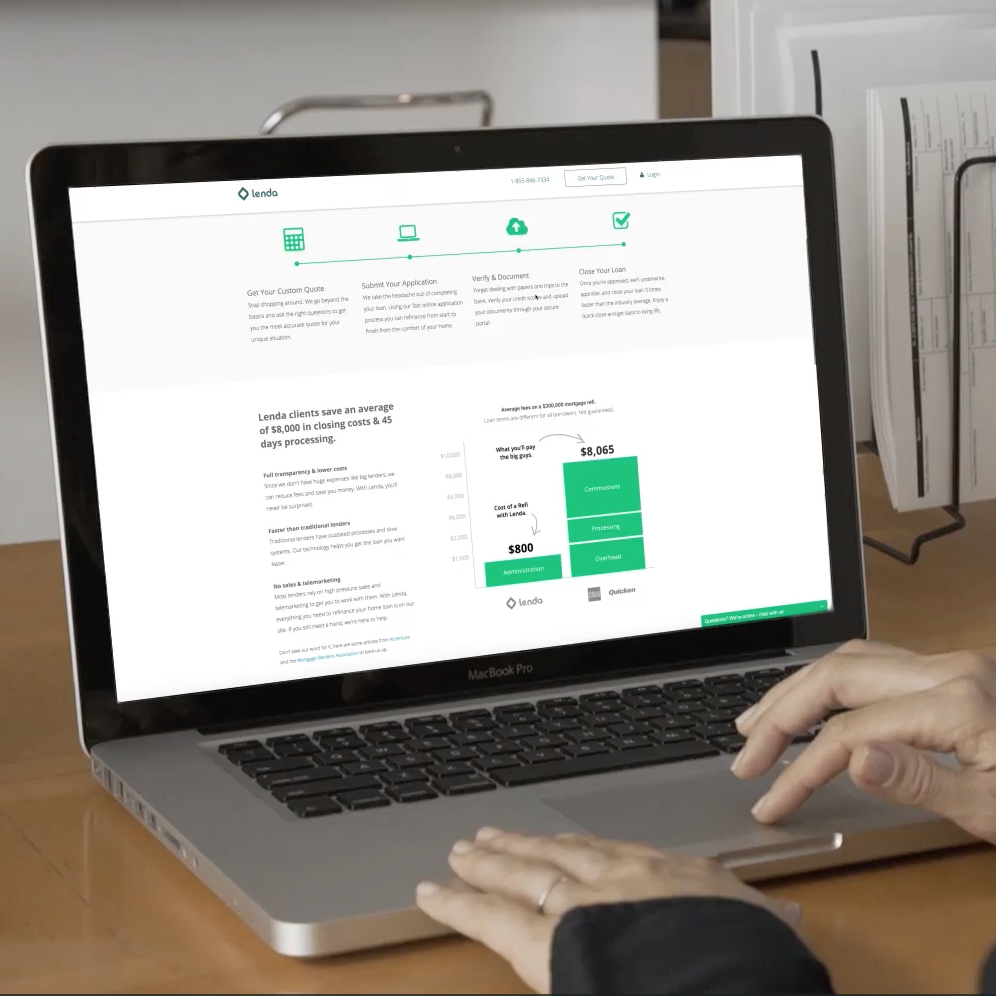 lenda
1-855-846-7334
Get Your Quote
Login
Get Your Custom Quote
Stop shopping around. We go beyond the
basics and ask the right questions to get
you the most accurate quote for your
unique situation.
Submit Your Application
We take the headache out of completing
your loan. Using our fast online application
process you can refinance from start to
finish from the comfort of your home.
Verify & Document
Forget dealing with papers and trips to the
bank, verify your credit scores and upload
your documents through your secure
portal.
Close Your Loan
Once you're approved, we'll underwrite,
appraise, and close your loan 3 times
faster than the industry average. Enjoy a
quick close and get back to living life.
Lenda clients save an average
of $8,000 in closing costs & 45
days processing.
Full transparency & lower costs
Since we don't have huge expenses like big lenders, we
can reduce fees and save you money. With Lenda, you'll
never be surprised.
Faster than traditional lenders
Traditional lenders have outdated processes and slow
systems. Our technology helps you get the loan you want
faster.
No sales & telemarketing
Most lenders rely on high pressure sales and
telemarketing to get you to work with them. With Lenda,
everything you need to refinance your home loan is on our
site. If you still need a hand, we're here to help.
Don't take our word for it, here are some articles from Accenture
and the Mortgage Bankers Association to back us up.
Average fees on a $300,000 mortgage refi.
Loan terms are different for all borrowers. Not guaranteed.
$10,000
$8,000
$6,000
$4,000
$2,000
$1,000
What you'll pay
the big guys.
$8,065
Commissions
Processing
Overhead
Cost of a Refi
with Lenda.
$800
Administration
lenda
Quicken
Questions? We're online - chat with us
MacBook Pro